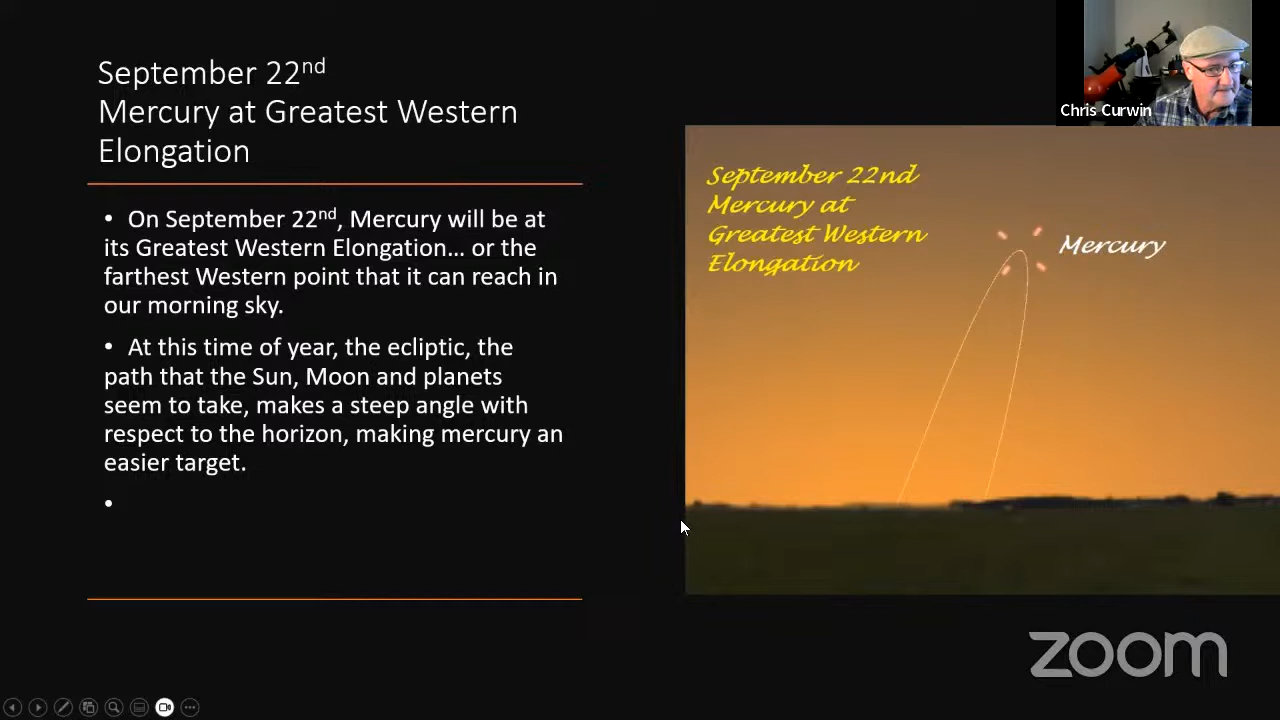 September 22nd
Mercury at Greatest Western
Elongation
• On September 22nd, Mercury will be at
its Greatest Western Elongation… or the
farthest Western point that it can reach in
our morning sky.
• At this time of year, the ecliptic, the
path that the Sun, Moon and planets
seem to take, makes a steep angle with
respect to the horizon, making mercury an
easier target.
•
September 22nd
Mercury at
Greatest Western
Elongation
Mercury
Chris Curwin
zoom